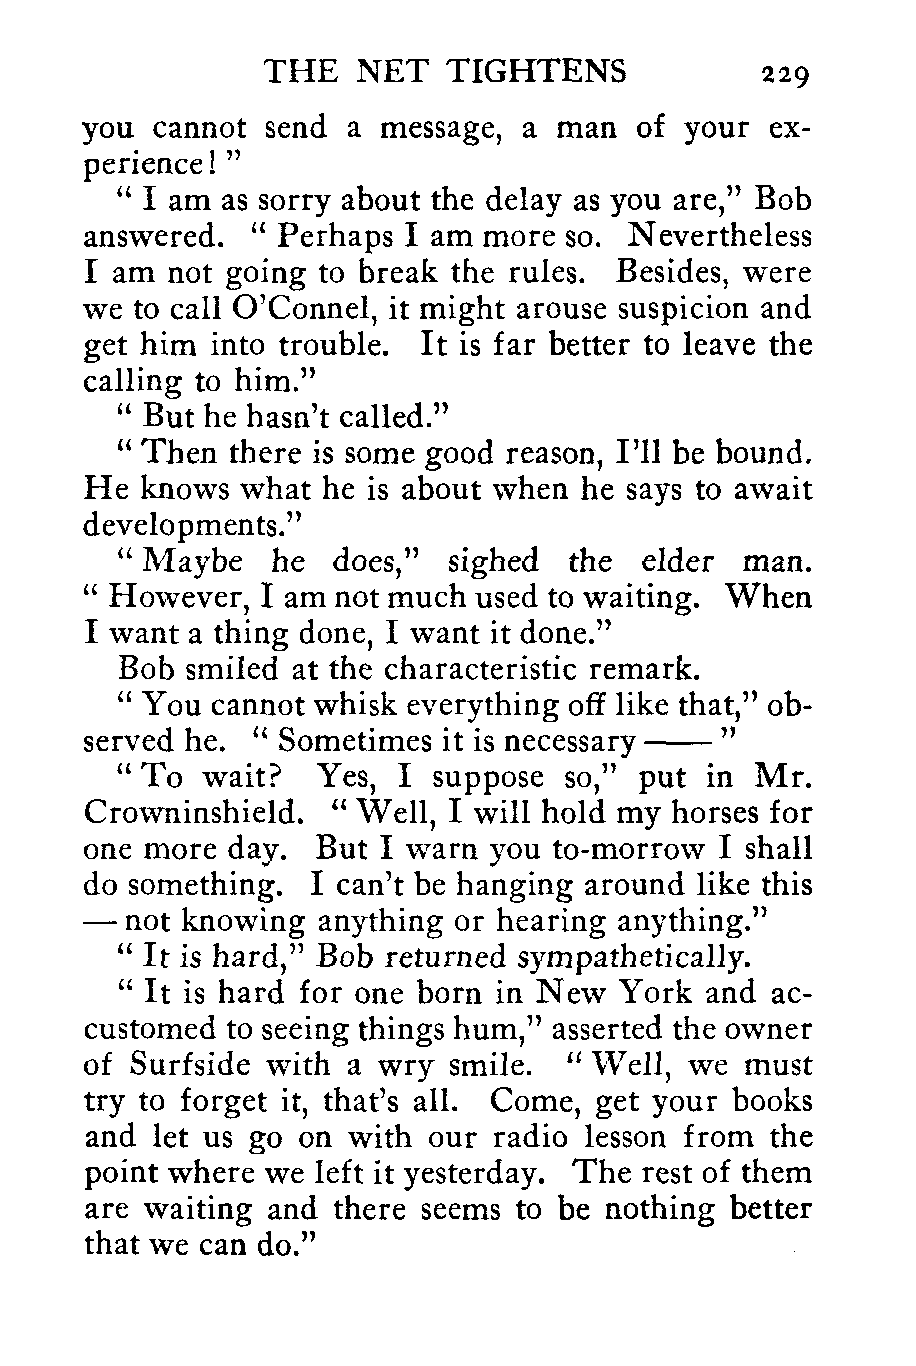 THE NET TIGHTENS 229
you cannot send a message, a man of your ex-
perience! ”
“ I am as sorry about the delay as you are,” Bob
answered. “ Perhaps I am more so. Nevertheless
I am not going to break the rules. Besides, were
we to call O’Connel, it might arouse suspicion and
get him into trouble. It is far better to leave the
calling to him.”
“ But he hasn’t called.”
“ Then there is some good reason, I’ll be bound.
He knows what he is about when he says to await
developments.”
“ Maybe he does,” sighed the elder man.
“ However, I am not much used to waiting. When
I want a thing done, I want it done.”
Bob smiled at the characteristic remark.
“ You cannot whisk everything off like that,” ob-
served he. “ Sometimes it is necessary —— ”
“ To wait? Yes, I suppose so,” put in Mr.
Crowninshield. “ Well, I will hold my horses for
one more day. But I warn you to-morrow I shall
do something. I can’t be hanging around like this
— not knowing anything or hearing anything.”
“ It is hard,” Bob returned sympathetically.
“ It is hard for one born in New York and ac-
customed to seeing things hum,” asserted the owner
of Surfside with a wry smile. “ Well, we must
try to forget it, that’s all. Come, get your books
and let us go on with our radio lesson from the
point where we left it yesterday. The rest of them
are waiting and there seems to be nothing better
that we can do.”